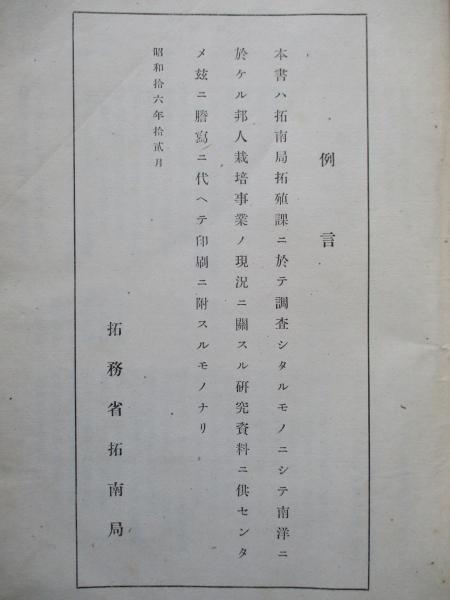 例言
本書ハ拓南局拓殖課ニ於テ調査シタルモノニシテ南洋ニ
於ケル邦人栽培事業ノ現況ニ關スル硏究資料ニ供センタ
メ玆ニ謄寫ニ代ヘテ印刷ニ附スルモノナリ
昭和拾六年拾貳月
拓務省拓南局